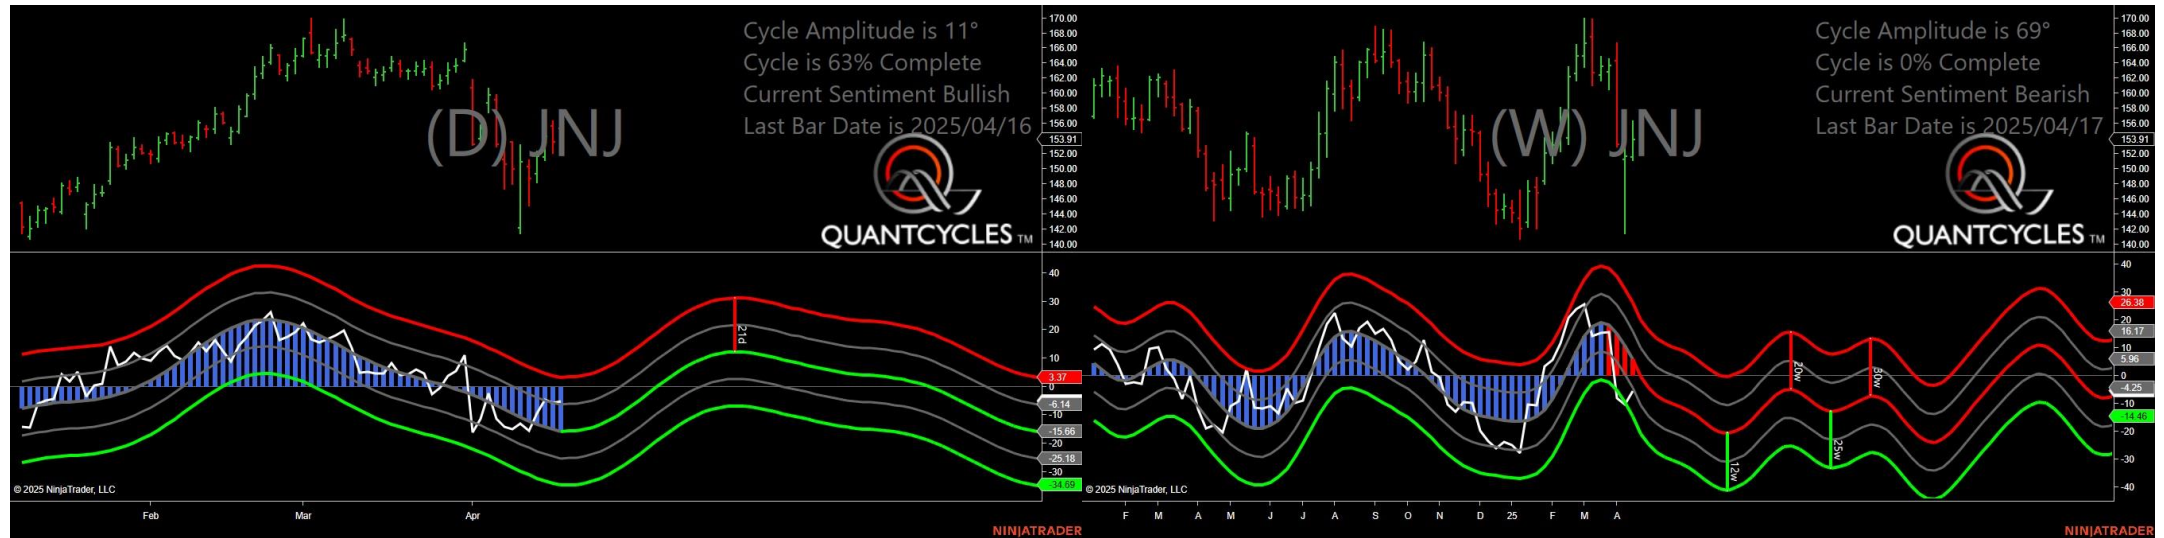 Cycle Amplitude is 11°
Cycle is 63% Complete
Current Sentiment Bullish
Last Bar Date is 2025/04/16
(D) JNJ
QUANTCYCLES TM
170.00
168.00
166.00
164.00
162.00
160.00
158.00
156.00
153.91
152.00
150.00
148.00
146.00
144.00
142.00
140.00
40
30
20
10
3.37
0
-6.14
-10
-15.66
-20
-25.18
-30
-34.69
21d
© 2025 NinjaTrader, LLC
Feb Mar Apr
NINJATRADER
Cycle Amplitude is 69°
Cycle is 0% Complete
Current Sentiment Bearish
Last Bar Date is 2025/04/17
(W) JNJ
QUANTCYCLES TM
170.00
168.00
166.00
164.00
162.00
160.00
158.00
156.00
153.91
152.00
150.00
148.00
146.00
144.00
142.00
140.00
40
30
26.38
20
16.17
10
5.96
0
-4.25
-10
-14.46
-20
-30
-40
12w
20w
25w
30w
© 2025 NinjaTrader, LLC
F M A M J J A S O N D 25 F M A
NINJATRADER